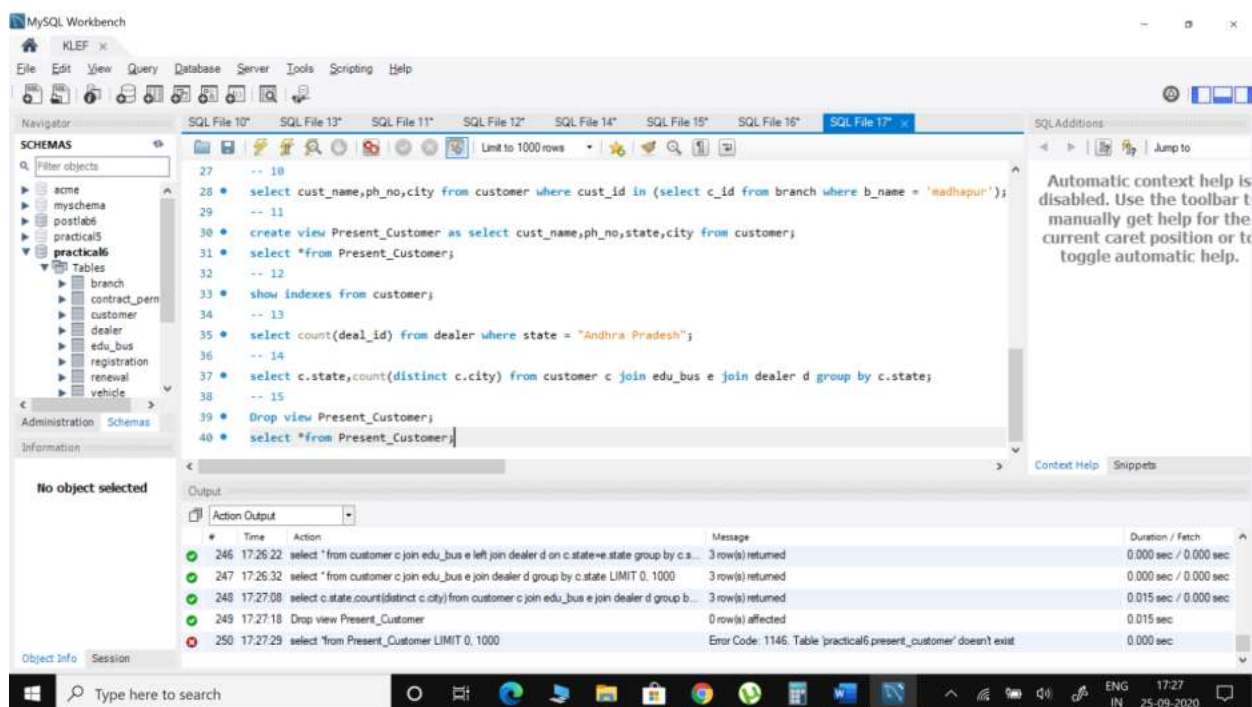 MySQL Workbench
KLEF ×
File Edit View Query Database Server Tools Scripting Help
Navigator
SCHEMAS
Filter objects
acme
myschema
postlab6
practical5
practical6
Tables
branch
contract_perm
customer
dealer
edu_bus
registration
renewal
vehicle
Administration Schemas
Information
No object selected
Object Info Session
SQL File 10* SQL File 13* SQL File 11* SQL File 12* SQL File 14* SQL File 15* SQL File 16* SQL File 17* ×
Limit to 1000 rows
27 -- 10
28 select cust_name,ph_no,city from customer where cust_id in (select c_id from branch where b_name = 'madhapur');
29 -- 11
30 create view Present_Customer as select cust_name,ph_no,state,city from customer;
31 select *from Present_Customer;
32 -- 12
33 show indexes from customer;
34 -- 13
35 select count(deal_id) from dealer where state = "Andhra Pradesh";
36 -- 14
37 select c.state,count(distinct c.city) from customer c join edu_bus e join dealer d group by c.state;
38 -- 15
39 Drop view Present_Customer;
40 select *from Present_Customer;
Output
Action Output
# Time Action Message Duration / Fetch
246 17:26:22 select * from customer c join edu_bus e left join dealer d on c.state=e.state group by c.s... 3 row(s) returned 0.000 sec / 0.000 sec
247 17:26:32 select * from customer c join edu_bus e join dealer d group by c.state LIMIT 0, 1000 3 row(s) returned 0.000 sec / 0.000 sec
248 17:27:08 select c.state,count(distinct c.city) from customer c join edu_bus e join dealer d group b... 3 row(s) returned 0.015 sec / 0.000 sec
249 17:27:18 Drop view Present_Customer 0 row(s) affected 0.015 sec
250 17:27:29 select *from Present_Customer LIMIT 0, 1000 Error Code: 1146. Table 'practical6.present_customer' doesn't exist 0.000 sec
SQLAdditions
Jump to
Automatic context help is
disabled. Use the toolbar t
manually get help for the
current caret position or to
toggle automatic help.
Context Help Snippets
Type here to search
ENG
IN
17:27
25-09-2020